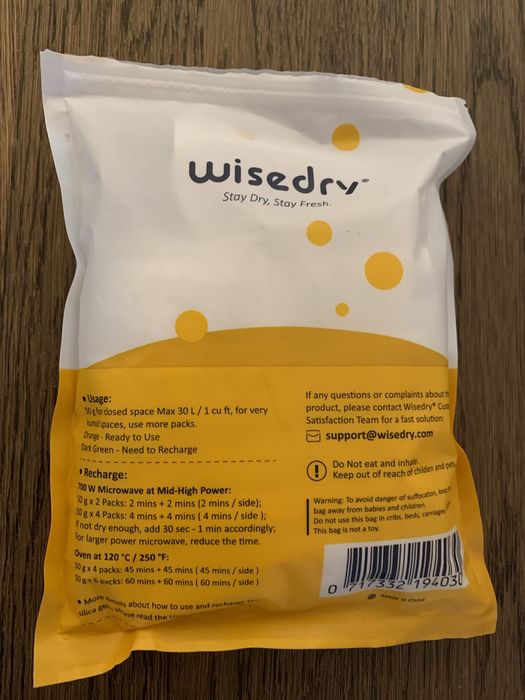 wisedry®
Stay Dry, Stay Fresh.
• Usage:
50 g for closed space Max 30 L / 1 cu ft, for very
humid spaces, use more packs.
Orange - Ready to Use
Dark Green - Need to Recharge
• Recharge:
700 W Microwave at Mid-High Power:
50 g x 2 Packs: 2 mins + 2 mins (2 mins / side);
50 g x 4 Packs: 4 mins + 4 mins ( 4 mins / side );
If not dry enough, add 30 sec - 1 min accordingly;
For larger power microwave, reduce the time.
Oven at 120 °C / 250 °F:
50 g x 4 packs: 45 mins + 45 mins ( 45 mins / side )
50 g x 6 packs: 60 mins + 60 mins ( 60 mins / side )
• More details about how to use and recharge the
silica gel, please read the
If any questions or complaints about
product, please contact Wisedry®
Satisfaction Team for a fast solution:
support@wisedry.com
Do Not eat and inhale.
Keep out of reach of children and pets.
Warning: To avoid danger of suffocation, keep
bag away from babies and children.
Do not use this bag in cribs, beds, carriages
This bag is not a toy.
0 717332 19403
Made in China